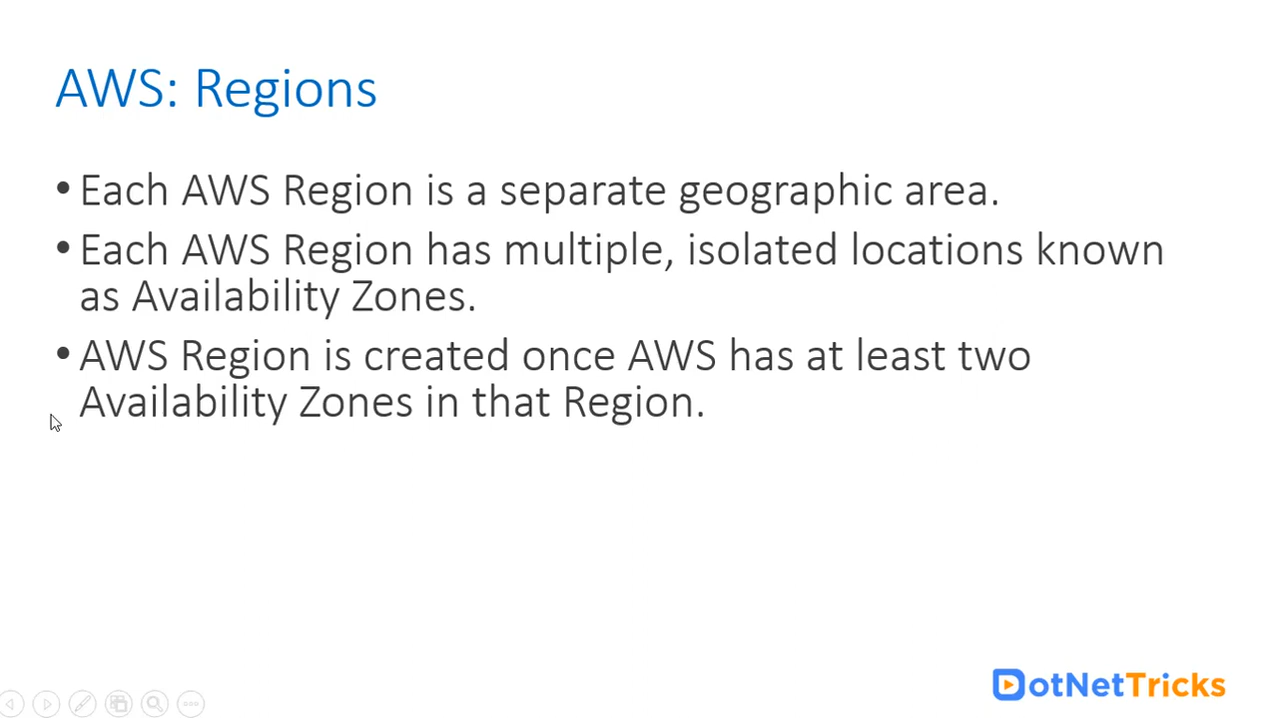 AWS: Regions
• Each AWS Region is a separate geographic area.
• Each AWS Region has multiple, isolated locations known
as Availability Zones.
• AWS Region is created once AWS has at least two
Availability Zones in that Region.
DotNetTricks